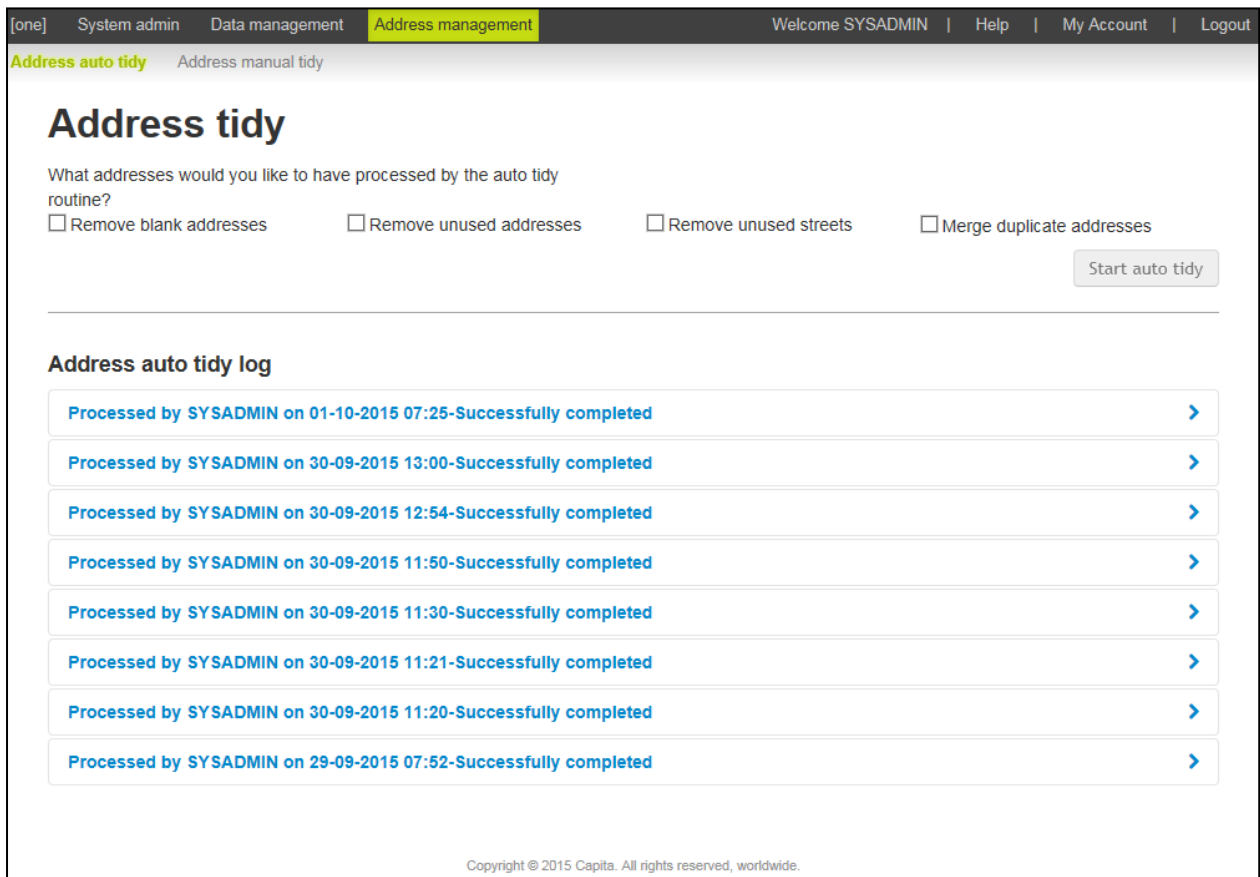 [one] System admin Data management Address management Welcome SYSADMIN | Help | My Account | Logout
Address auto tidy Address manual tidy
Address tidy
What addresses would you like to have processed by the auto tidy
routine?
Remove blank addresses Remove unused addresses Remove unused streets Merge duplicate addresses
Start auto tidy
Address auto tidy log
Processed by SYSADMIN on 01-10-2015 07:25-Successfully completed
Processed by SYSADMIN on 30-09-2015 13:00-Successfully completed
Processed by SYSADMIN on 30-09-2015 12:54-Successfully completed
Processed by SYSADMIN on 30-09-2015 11:50-Successfully completed
Processed by SYSADMIN on 30-09-2015 11:30-Successfully completed
Processed by SYSADMIN on 30-09-2015 11:21-Successfully completed
Processed by SYSADMIN on 30-09-2015 11:20-Successfully completed
Processed by SYSADMIN on 29-09-2015 07:52-Successfully completed
Copyright © 2015 Capita. All rights reserved, worldwide.